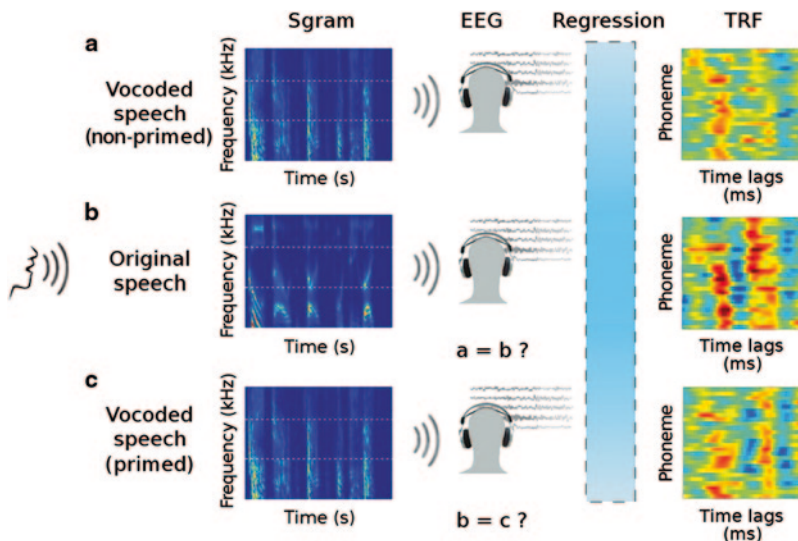 Sgram EEG Regression TRF
a
Vocoded
speech
(non-primed)
Frequency (kHz)
Time (s)
Phoneme
Time lags
(ms)
b
Original
speech
Frequency (kHz)
Time (s)
a = b ?
Phoneme
Time lags
(ms)
c
Vocoded
speech
(primed)
Frequency (kHz)
Time (s)
b = c ?
Phoneme
Time lags
(ms)